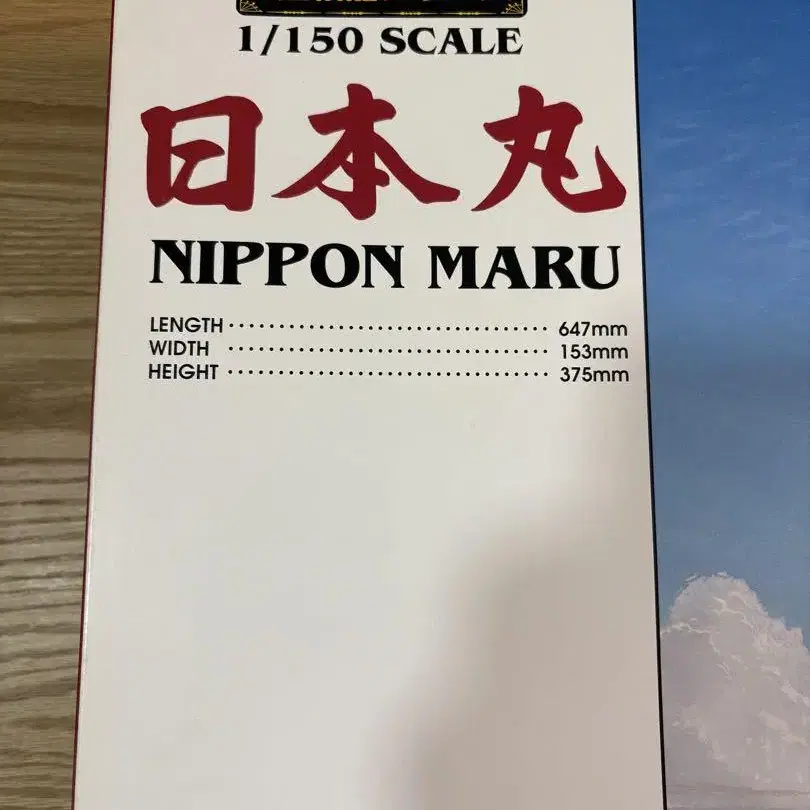 1/150 SCALE
日本丸
NIPPON MARU
LENGTH 647mm
WIDTH 153mm
HEIGHT 375mm